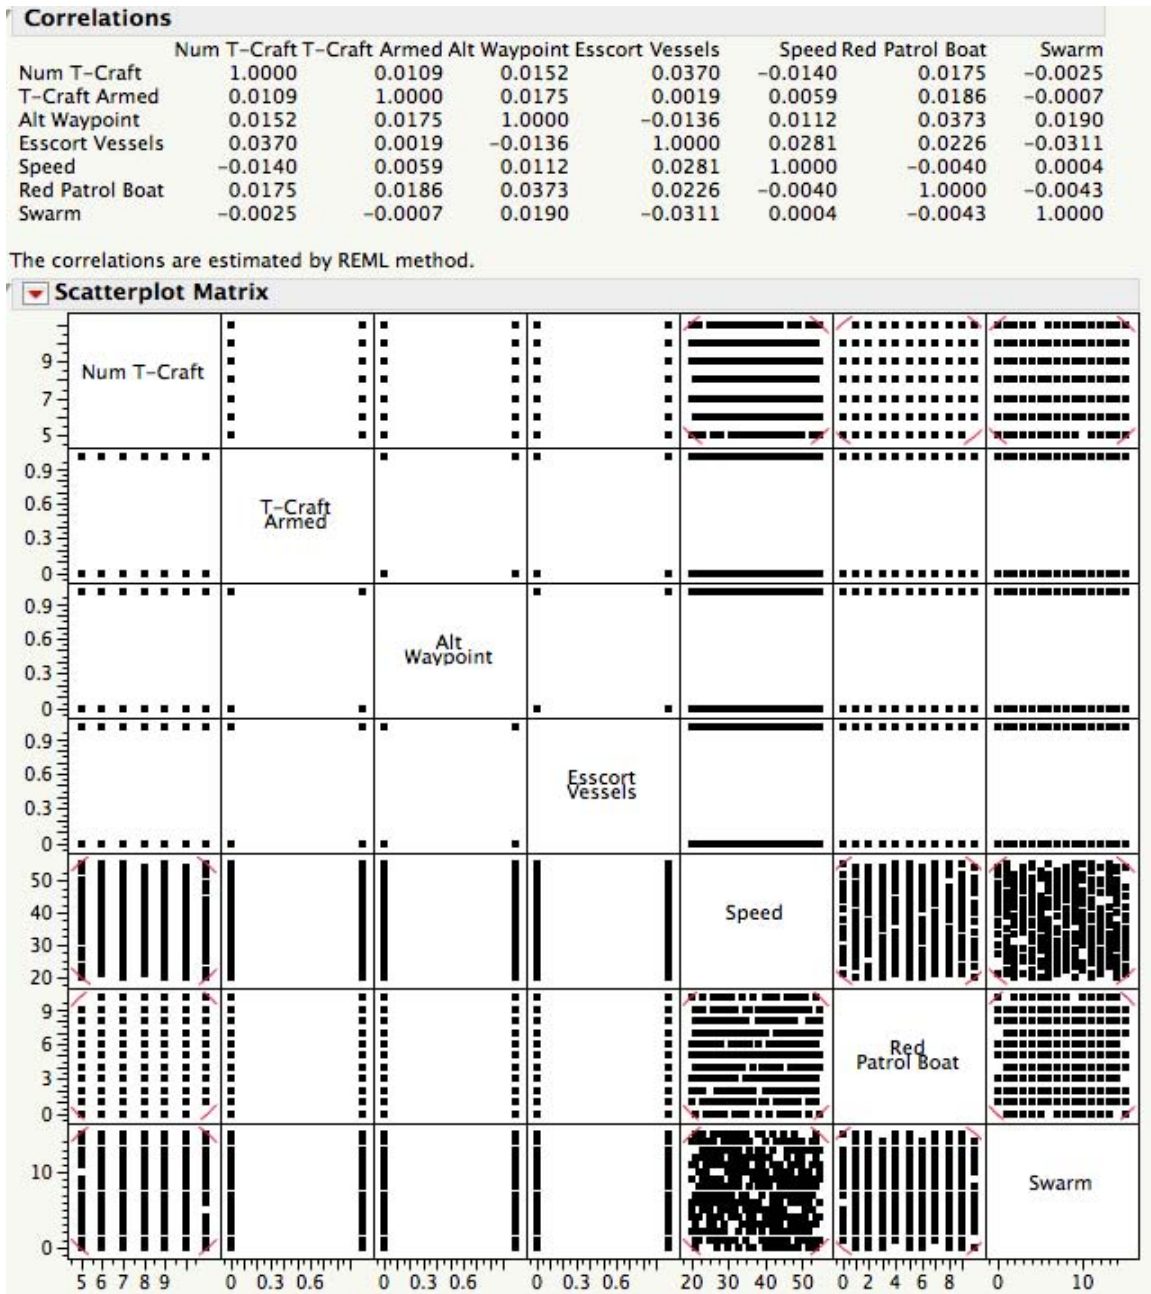 Correlations
Num T-Craft T-Craft Armed Alt Waypoint Esscort Vessels Speed Red Patrol Boat Swarm
Num T-Craft 1.0000 0.0109 0.0152 0.0370 −0.0140 0.0175 −0.0025
T-Craft Armed 0.0109 1.0000 0.0175 0.0019 0.0059 0.0186 −0.0007
Alt Waypoint 0.0152 0.0175 1.0000 −0.0136 0.0112 0.0373 0.0190
Esscort Vessels 0.0370 0.0019 −0.0136 1.0000 0.0281 0.0226 −0.0311
Speed −0.0140 0.0059 0.0112 0.0281 1.0000 −0.0040 0.0004
Red Patrol Boat 0.0175 0.0186 0.0373 0.0226 −0.0040 1.0000 −0.0043
Swarm −0.0025 −0.0007 0.0190 −0.0311 0.0004 −0.0043 1.0000
The correlations are estimated by REML method.
Scatterplot Matrix
9
Num T-Craft
7
5
0.9
0.6
T-Craft
Armed
0.3
0
0.9
0.6
Alt
Waypoint
0.3
0
0.9
0.6
Esscort
Vessels
0.3
0
50
40
Speed
30
20
9
6
Red
Patrol Boat
3
0
10
Swarm
0
5 6 7 8 9 0 0.3 0.6 0 0.3 0.6 0 0.3 0.6 20 30 40 50 0 2 4 6 8 0 10